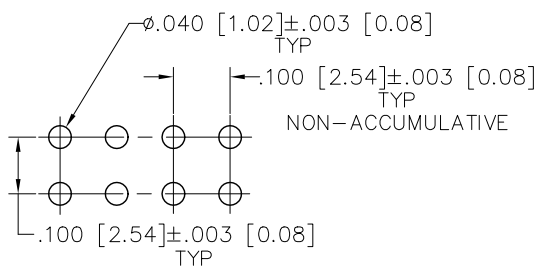 ⌀.040 [1.02]±.003 [0.08]
TYP
.100 [2.54]±.003 [0.08]
TYP
NON-ACCUMULATIVE
.100 [2.54]±.003 [0.08]
TYP